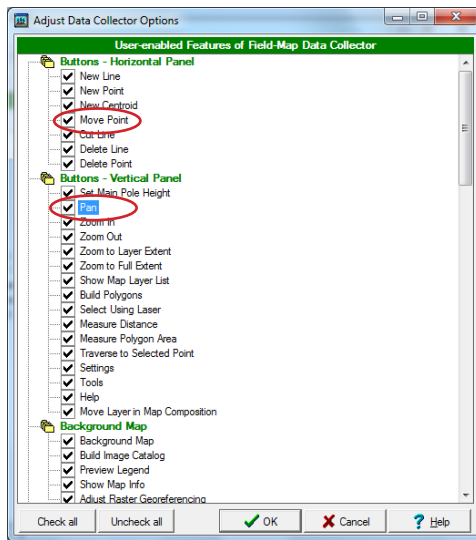 Adjust Data Collector Options
User-enabled Features of Field-Map Data Collector
Buttons - Horizontal Panel
New Line
New Point
New Centroid
Move Point
Cut Line
Delete Line
Delete Point
Buttons - Vertical Panel
Set Main Pole Height
Pan
Zoom In
Zoom Out
Zoom to Layer Extent
Zoom to Full Extent
Show Map Layer List
Build Polygons
Select Using Laser
Measure Distance
Measure Polygon Area
Traverse to Selected Point
Settings
Tools
Help
Move Layer in Map Composition
Background Map
Background Map
Build Image Catalog
Preview Legend
Show Map Info
Adjust Raster Georeferencing
Check all Uncheck all OK Cancel Help